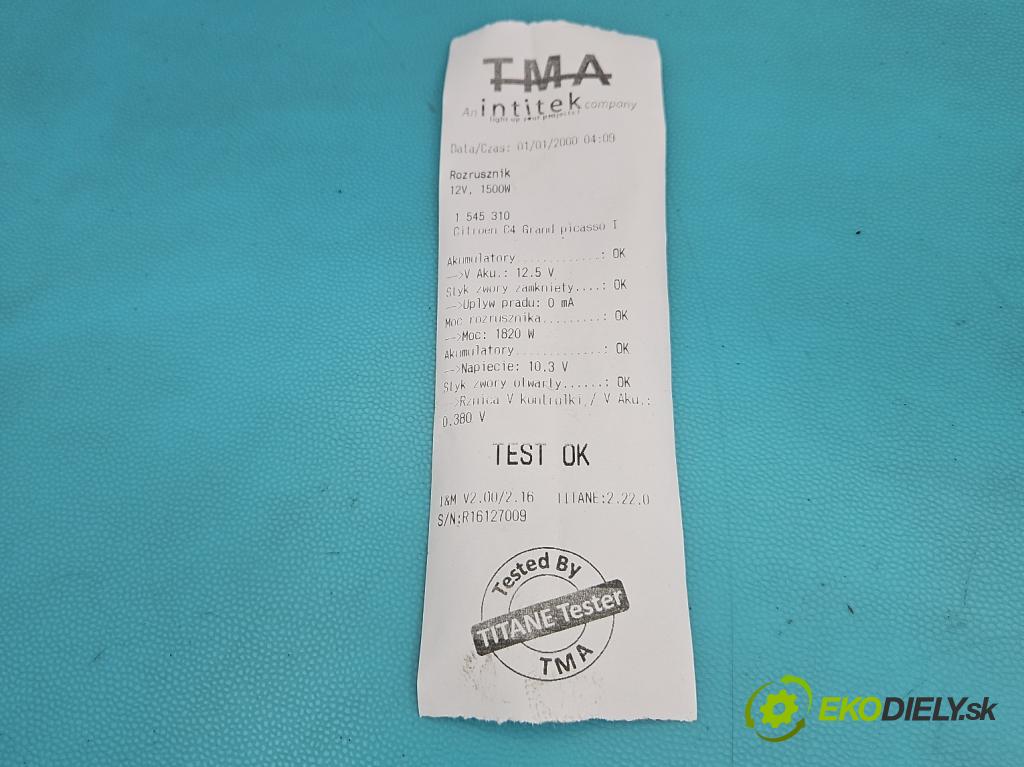 TMA
An intitek company
light up your projects!
Data/Czas: 01/01/2000 04:09
Rozrusznik
12V, 1500W
1 545 310
Citroen C4 Grand picasso I
Akumulatory.............: OK
-->V Aku.: 12.5 V
Styk zwory zamkniety....: OK
-->Uplyw pradu: 0 mA
Moc rozrusznika.........: OK
-->Moc: 1820 W
Akumulatory.............: OK
-->Napiecie: 10.3 V
Styk zwory otwarty......: OK
-->Rznica V kontrolki / V Aku.:
0.380 V
TEST OK
I&M V2.00/2.16 TITANE:2.22.0
S/N:R16127009
Tested By
TITANE Tester
TMA
EKODIELY.sk